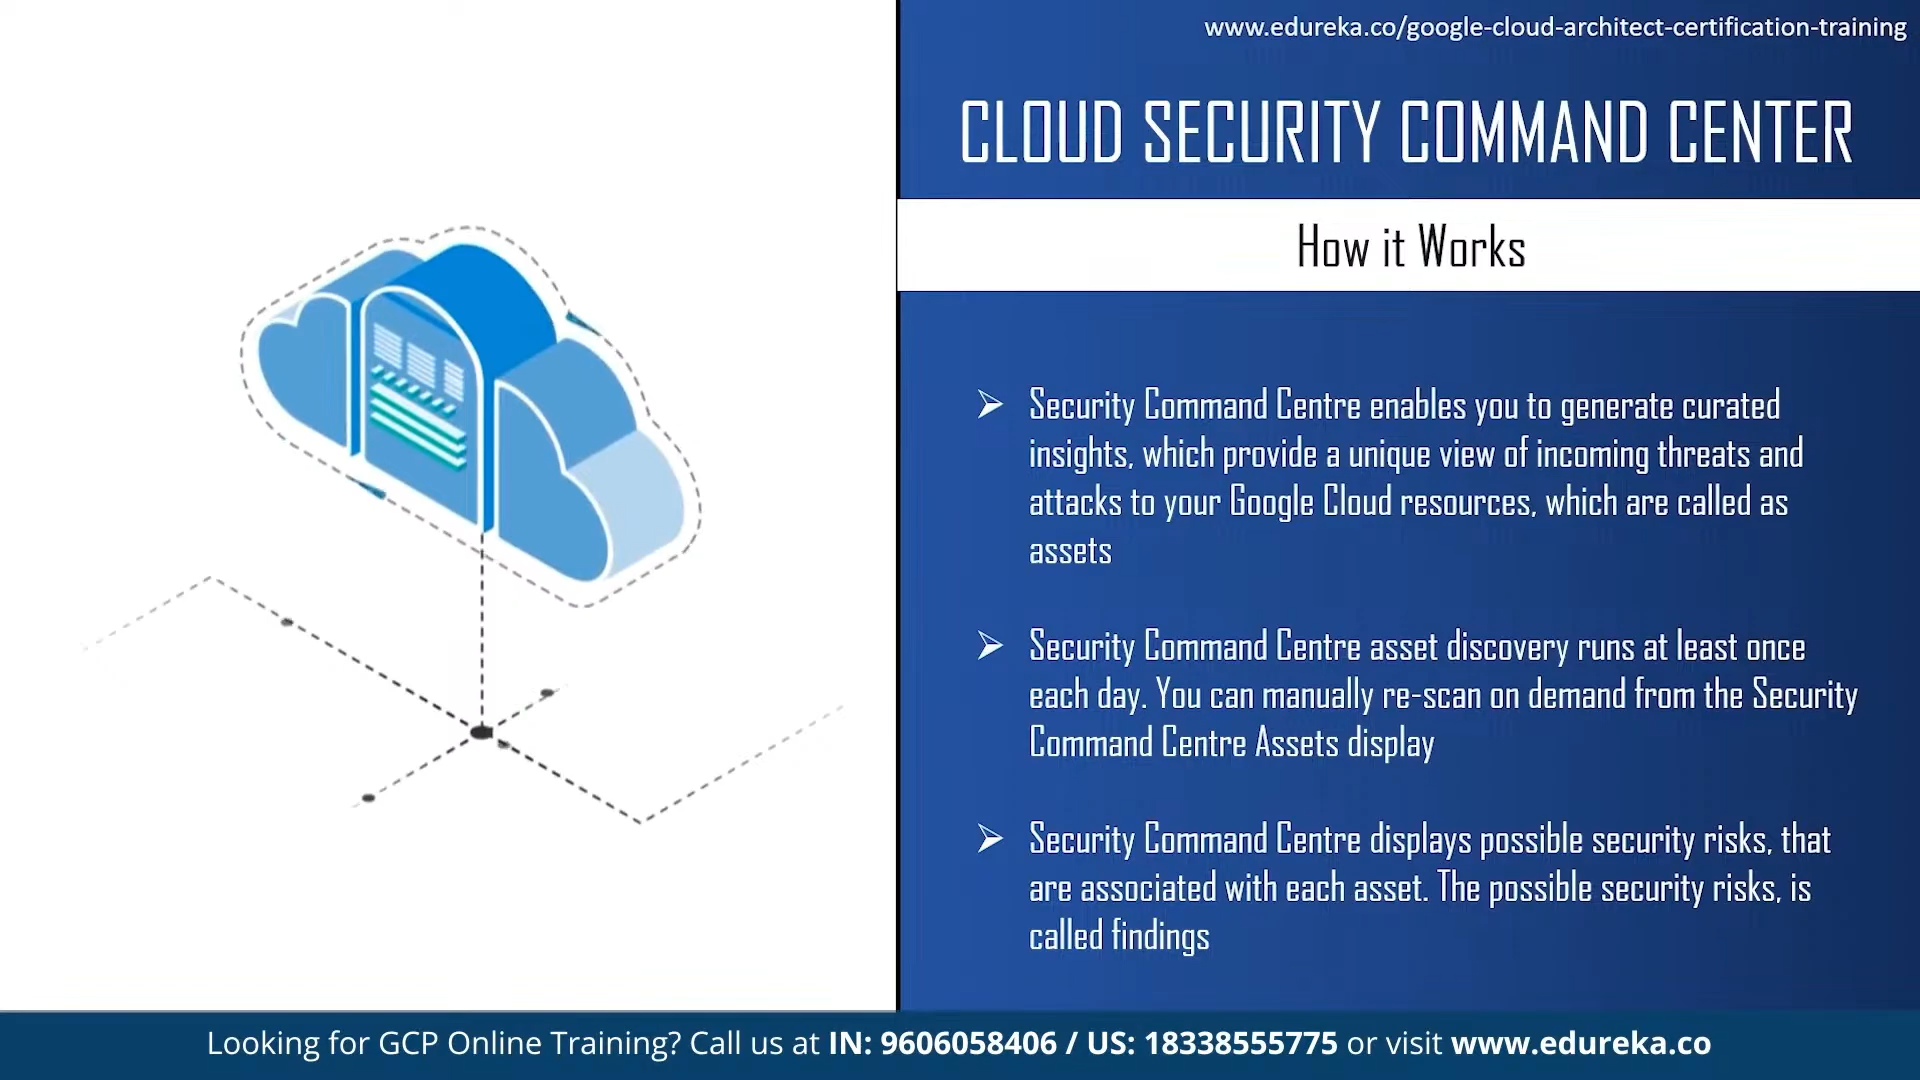 www.edureka.co/google-cloud-architect-certification-training
CLOUD SECURITY COMMAND CENTER
How it Works
➢ Security Command Centre enables you to generate curated
insights, which provide a unique view of incoming threats and
attacks to your Google Cloud resources, which are called as
assets
➢ Security Command Centre asset discovery runs at least once
each day. You can manually re-scan on demand from the Security
Command Centre Assets display
➢ Security Command Centre displays possible security risks, that
are associated with each asset. The possible security risks, is
called findings
Looking for GCP Online Training? Call us at IN: 9606058406 / US: 18338555775 or visit www.edureka.co